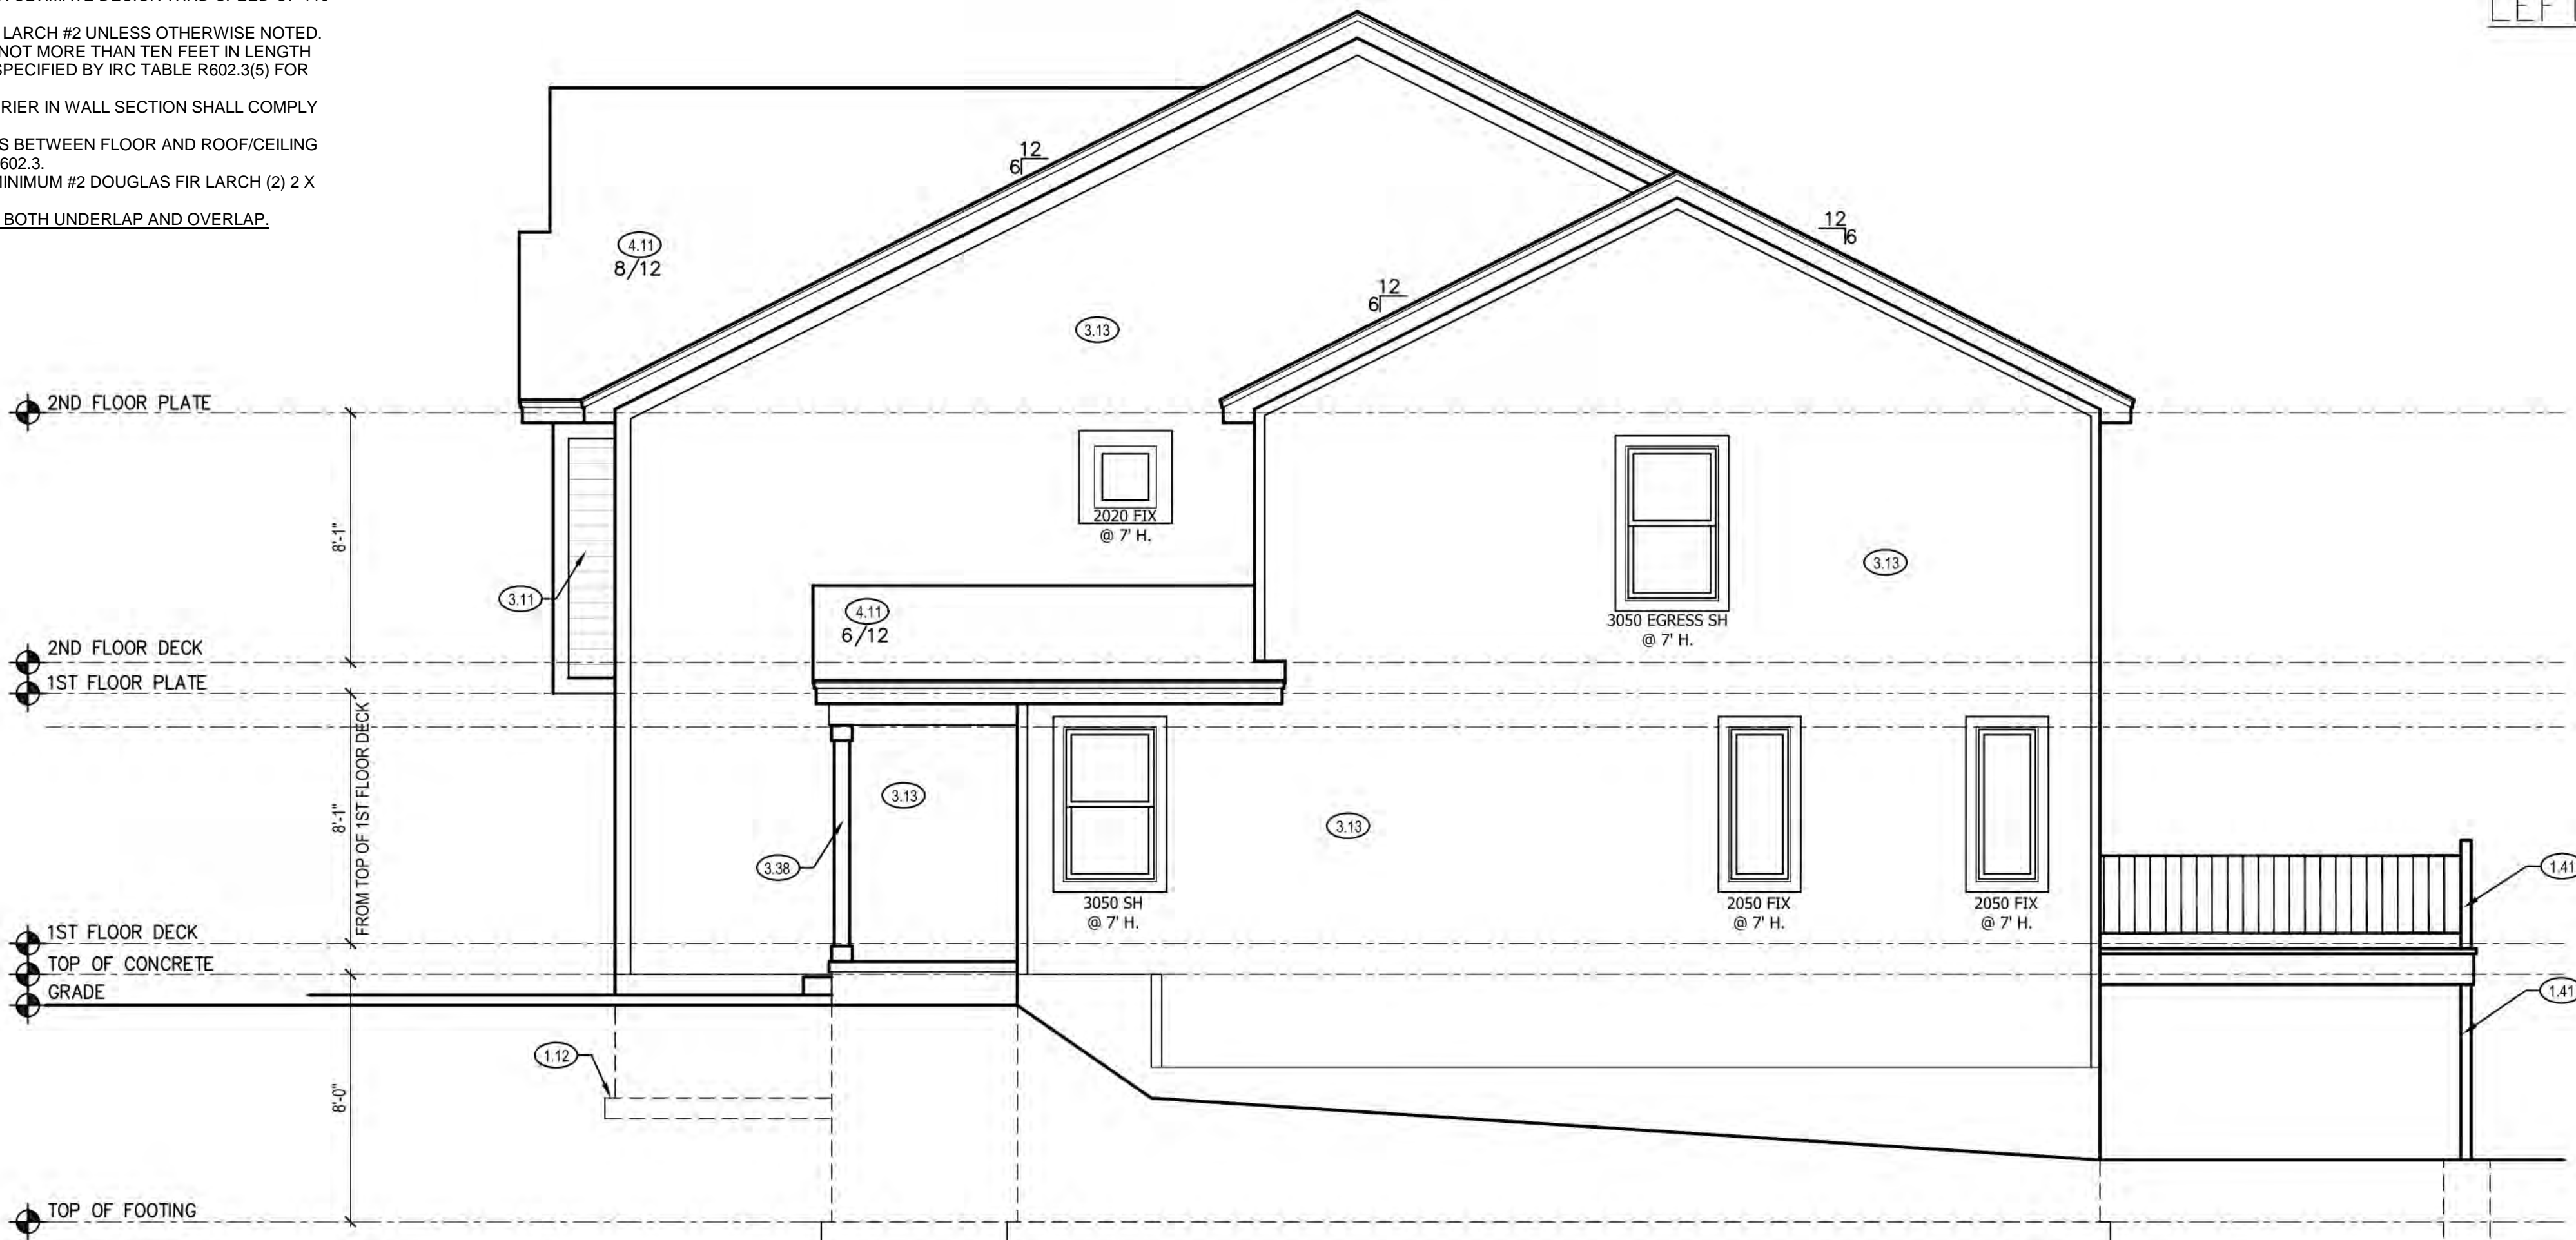 LARCH #2 UNLESS OTHERWISE NOTED.
NOT MORE THAN TEN FEET IN LENGTH
SPECIFIED BY IRC TABLE R602.3(5) FOR
RIER IN WALL SECTION SHALL COMPLY
S BETWEEN FLOOR AND ROOF/CEILING
602.3.
MINIMUM #2 DOUGLAS FIR LARCH (2) 2 X
BOTH UNDERLAP AND OVERLAP.
12
6
12
6
4.11
8/12
12
6
3.13
2ND FLOOR PLATE
2020 FIX
@ 7' H.
8'-1"
3.13
3.11
4.11
6/12
3050 EGRESS SH
@ 7' H.
2ND FLOOR DECK
1ST FLOOR PLATE
8'-1"
FROM TOP OF 1ST FLOOR DECK
3.13
3.13
3.38
1.41
3050 SH
@ 7' H.
2050 FIX
@ 7' H.
2050 FIX
@ 7' H.
1ST FLOOR DECK
TOP OF CONCRETE
GRADE
1.41
1.12
8'-0"
TOP OF FOOTING